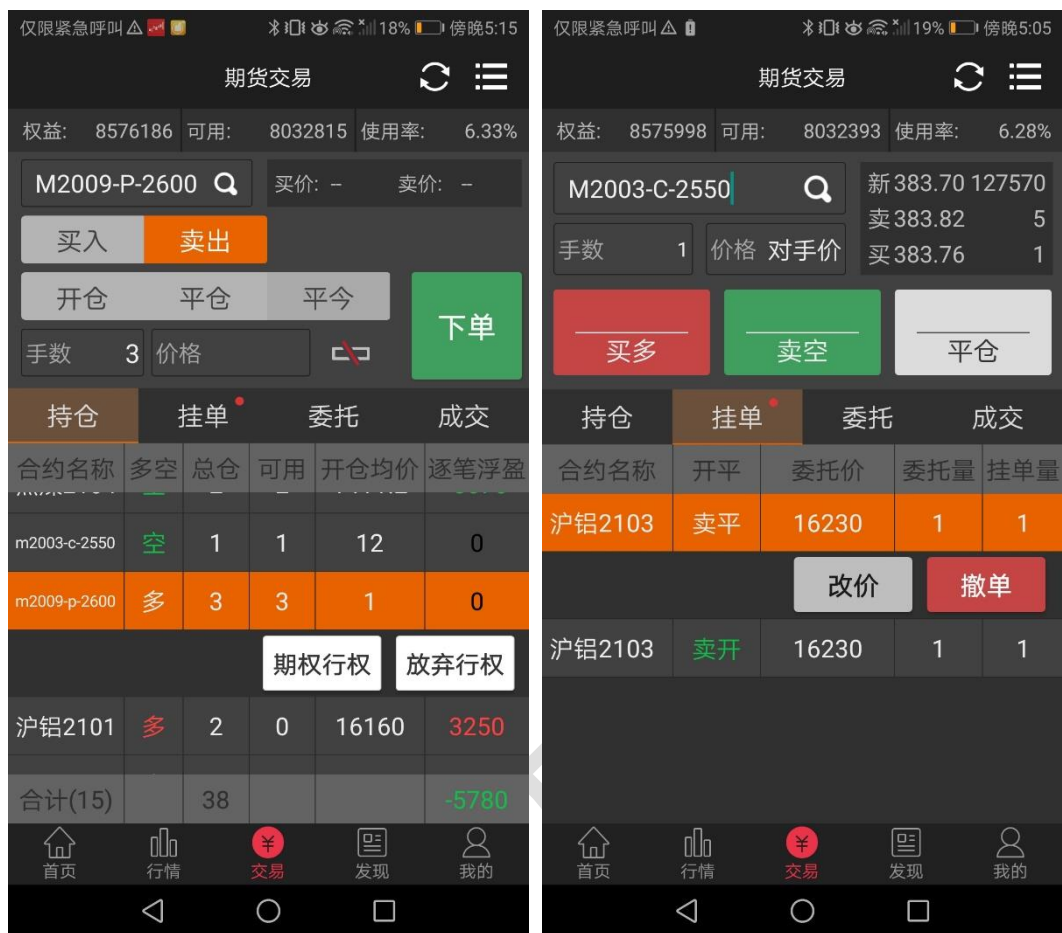 仅限紧急呼叫 18% 傍晚5:15
期货交易
权益: 8576186 可用: 8032815 使用率: 6.33%
M2009-P-2600 买价: -- 卖价: --
买入 卖出
开仓 平仓 平今
下单
手数 3 价格
持仓 挂单 委托 成交
合约名称 多空 总仓 可用 开仓均价 逐笔浮盈
m2003-c-2550 空 1 1 12 0
m2009-p-2600 多 3 3 1 0
期权行权 放弃行权
沪铝2101 多 2 0 16160 3250
合计(15) 38 -5780
首页 行情 交易 发现 我的
仅限紧急呼叫 19% 傍晚5:05
期货交易
权益: 8575998 可用: 8032393 使用率: 6.28%
M2003-C-2550
新 383.70 127570
卖 383.82 5
买 383.76 1
手数 1 价格 对手价
买多 卖空 平仓
持仓 挂单 委托 成交
合约名称 开平 委托价 委托量 挂单量
沪铝2103 卖平 16230 1 1
改价 撤单
沪铝2103 卖开 16230 1 1
首页 行情 交易 发现 我的